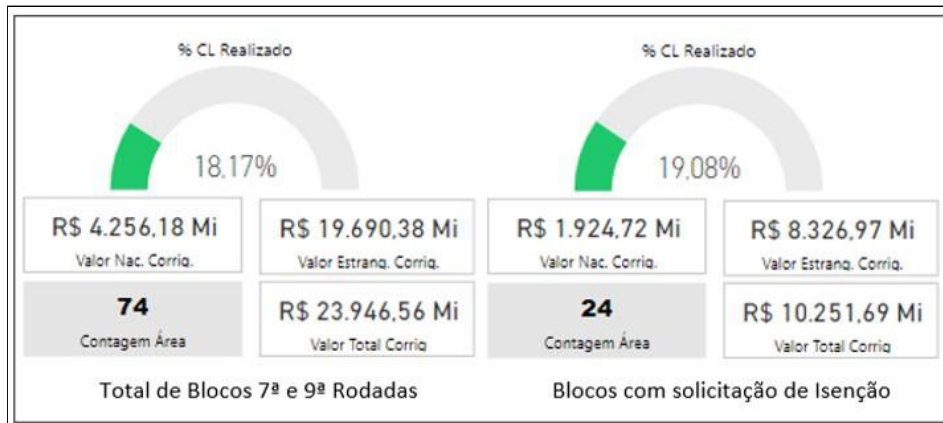 % CL Realizado
18,17%
R$ 4.256,18 Mi
Valor Nac. Corrig.
R$ 19.690,38 Mi
Valor Estrang. Corrig.
74
Contagem Área
R$ 23.946,56 Mi
Valor Total Corrig
Total de Blocos 7ª e 9ª Rodadas
% CL Realizado
19,08%
R$ 1.924,72 Mi
Valor Nac. Corrig.
R$ 8.326,97 Mi
Valor Estrang. Corrig.
24
Contagem Área
R$ 10.251,69 Mi
Valor Total Corrig
Blocos com solicitação de Isenção